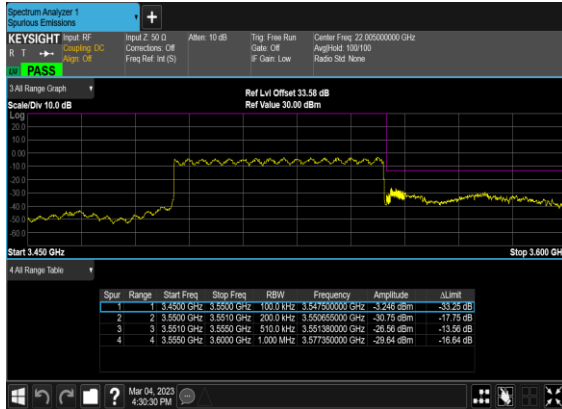 Spectrum Analyzer 1
Spurious Emissions
KEYSIGHT Input: RF Input Z: 50 Ω Atten: 10 dB Trig: Free Run Center Freq: 22.005000000 GHz
R T Coupling: DC Corrections: Off Gate: Off Avg|Hold: 100/100
Align: Off Freq Ref: Int (S) IF Gain: Low Radio Std: None
PASS
3 All Range Graph
Ref Lvl Offset 33.58 dB
Scale/Div 10.0 dB Ref Value 30.00 dBm
Log
20.0
10.0
0.00
-10.0
-20.0
-30.0
-40.0
-50.0
-60.0
Start 3.450 GHz Stop 3.600 GH
4 All Range Table
Spur Range Start Freq Stop Freq RBW Frequency Amplitude ΔLimit
1 1 3.4500 GHz 3.5500 GHz 100.0 kHz 3.547500000 GHz -3.246 dBm -33.25 dB
2 2 3.5500 GHz 3.5510 GHz 200.0 kHz 3.550655000 GHz -30.75 dBm -17.75 dB
3 3 3.5510 GHz 3.5550 GHz 510.0 kHz 3.551380000 GHz -26.56 dBm -13.56 dB
4 4 3.5550 GHz 3.6000 GHz 1.000 MHz 3.577350000 GHz -29.64 dBm -16.64 dB
? Mar 04, 2023
4:30:30 PM